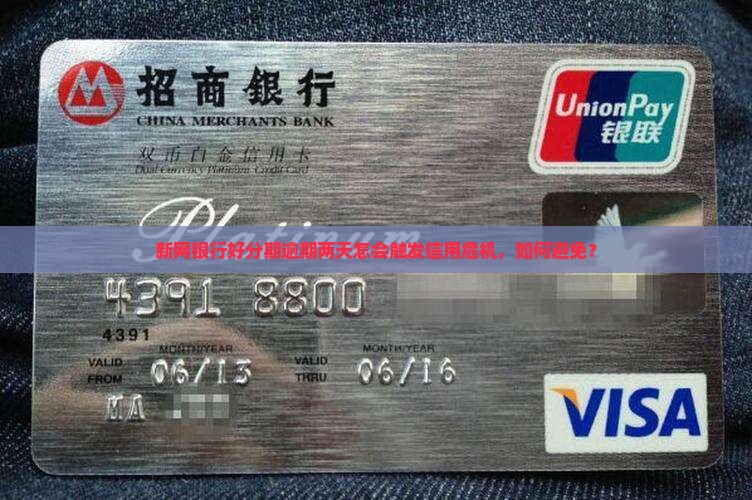 招商銀行
CHINA MERCHANTS BANK
双币白金信用卡
Dual Currency Platinum Credit Card
UnionPay
银联
Platinum
新网银行好分期逾期两天怎会触发信用危机，如何避免？
4391 8800
4391
MONTH/YEAR MONTH/YEAR
VALID FROM 06/13 VALID THRU 06/16
MA
VISA